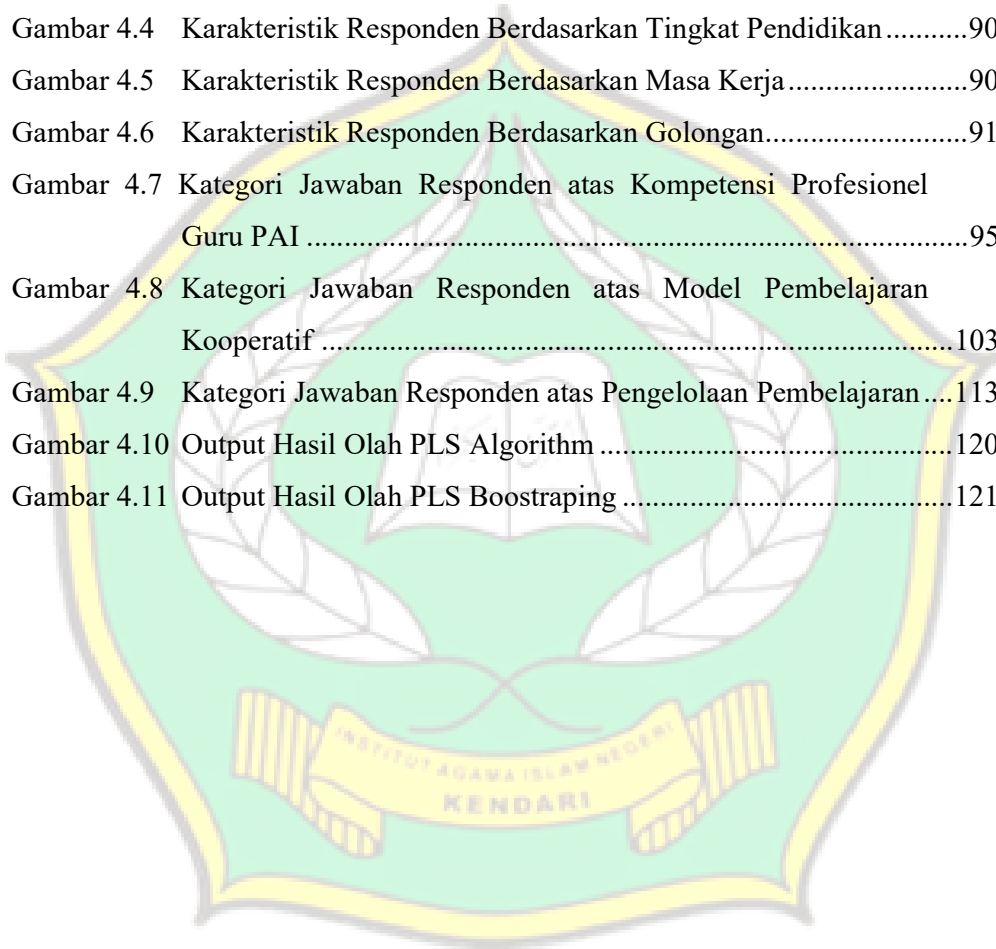 Gambar 4.4 Karakteristik Responden Berdasarkan Tingkat Pendidikan...........90
Gambar 4.5 Karakteristik Responden Berdasarkan Masa Kerja......................90
Gambar 4.6 Karakteristik Responden Berdasarkan Golongan.........................91
Gambar 4.7 Kategori Jawaban Responden atas Kompetensi Profesionel
Guru PAI ...................................................................................95
Gambar 4.8 Kategori Jawaban Responden atas Model Pembelajaran
Kooperatif ...............................................................................103
Gambar 4.9 Kategori Jawaban Responden atas Pengelolaan Pembelajaran....113
Gambar 4.10 Output Hasil Olah PLS Algorithm ............................................120
Gambar 4.11 Output Hasil Olah PLS Boostraping .........................................121
INSTITUT AGAMA ISLAM NEGERI
KENDARI